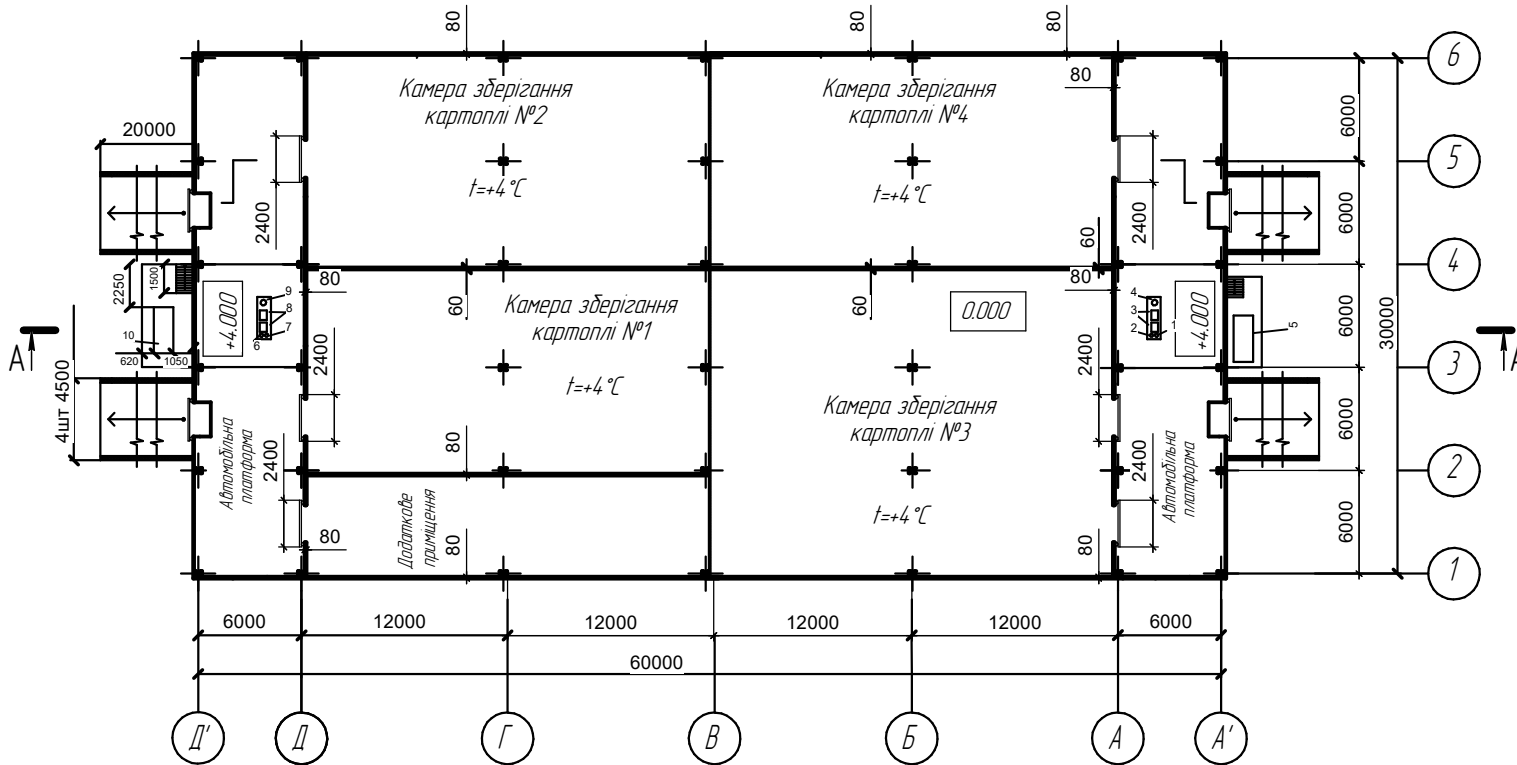 80
80
80
6
Камера зберігання
картоплі №2
Камера зберігання
картоплі №4
80
20000
6000
5
t=+4°C
t=+4°C
2400
2400
6000
60
4
2250
1500
80
60
80
60
+4.000
9
8
7
6
Камера зберігання
картоплі №1
0.000
4
3
2
1
+4.000
5
6000
30000
А
10
620
1050
2400
2400
А
3
4шт 4500
t=+4°C
Камера зберігання
картоплі №3
6000
Автомобільна
платформа
2400
80
2400
Автомобільна
платформа
2
t=+4°C
Додаткове
приміщення
80
80
80
6000
1
6000
12000
12000
12000
12000
6000
60000
Д'
Д
Г
В
Б
А
А'